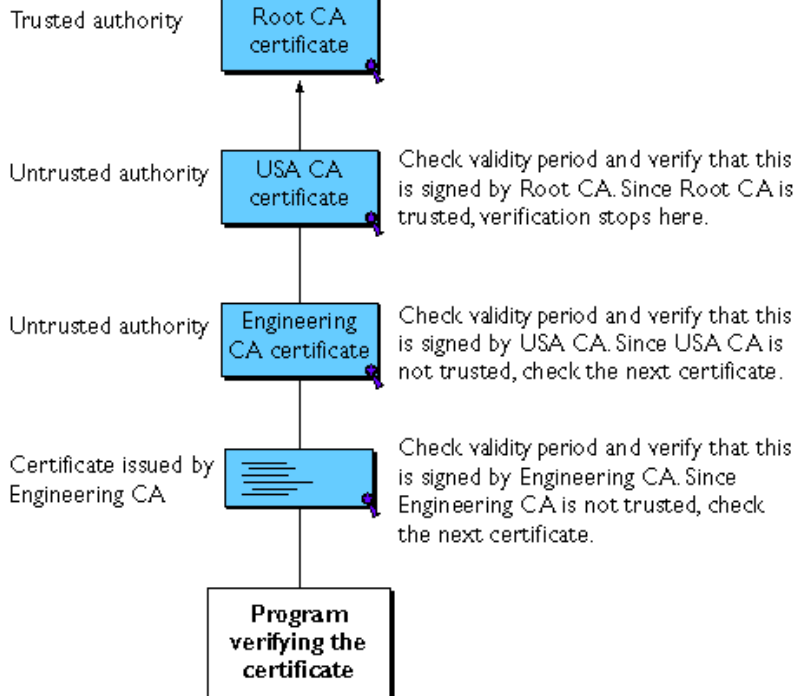 Trusted authority
Root CA
certificate
Untrusted authority
USA CA
certificate
Check validity period and verify that this
is signed by Root CA. Since Root CA is
trusted, verification stops here.
Untrusted authority
Engineering
CA certificate
Check validity period and verify that this
is signed by USA CA. Since USA CA is
not trusted, check the next certificate.
Certificate issued by
Engineering CA
Check validity period and verify that this
is signed by Engineering CA. Since
Engineering CA is not trusted, check
the next certificate.
Program
verifying the
certificate